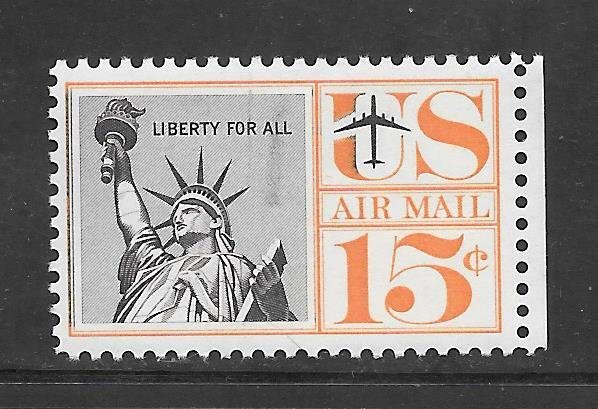 LIBERTY FOR ALL
US
AIR MAIL
15¢